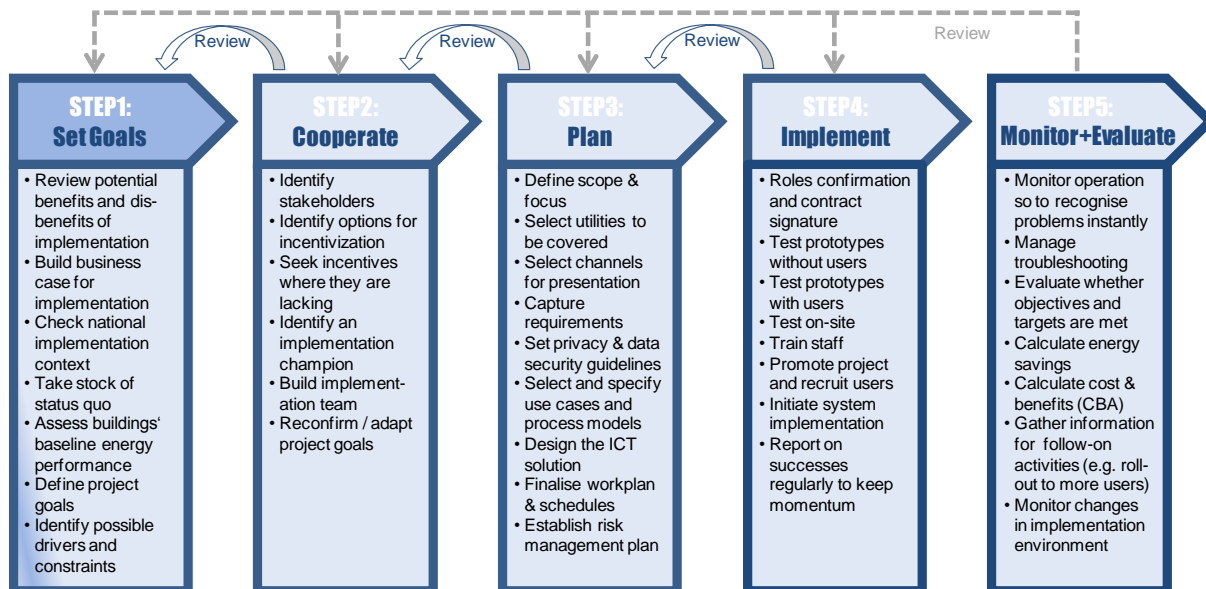 Review
Review
Review
Review
STEP1:
Set Goals
• Review potential
benefits and dis-
benefits of
implementation
• Build business
case for
implementation
• Check national
implementation
context
• Take stock of
status quo
• Assess buildings‘
baseline energy
performance
• Define project
goals
• Identify possible
drivers and
constraints
STEP2:
Cooperate
• Identify
stakeholders
• Identify options for
incentivization
• Seek incentives
where they are
lacking
• Identify an
implementation
champion
• Build implement-
ation team
• Reconfirm / adapt
project goals
STEP3:
Plan
• Define scope &
focus
• Select utilities to
be covered
• Select channels
for presentation
• Capture
requirements
• Set privacy & data
security guidelines
• Select and specify
use cases and
process models
• Design the ICT
solution
• Finalise workplan
& schedules
• Establish risk
management plan
STEP4:
Implement
• Roles confirmation
and contract
signature
• Test prototypes
without users
• Test prototypes
with users
• Test on-site
• Train staff
• Promote project
and recruit users
• Initiate system
implementation
• Report on
successes
regularly to keep
momentum
STEP5:
Monitor+Evaluate
• Monitor operation
so to recognise
problems instantly
• Manage
troubleshooting
• Evaluate whether
objectives and
targets are met
• Calculate energy
savings
• Calculate cost &
benefits (CBA)
• Gather information
for follow-on
activities (e.g. roll-
out to more users)
• Monitor changes
in implementation
environment